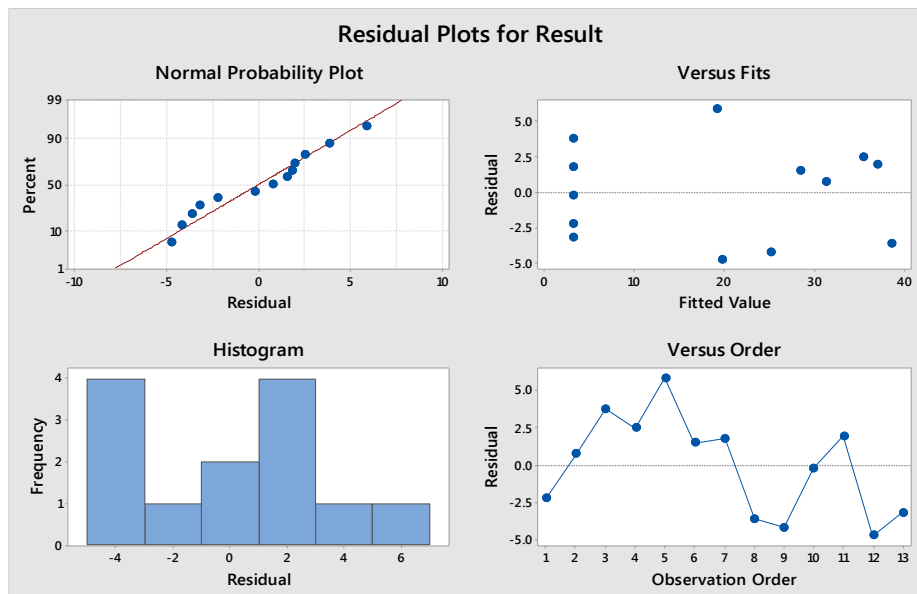 Residual Plots for Result
Normal Probability Plot
99
90
50
10
1
Percent
-10 -5 0 5 10
Residual
Versus Fits
5.0
2.5
0.0
-2.5
-5.0
Residual
0 10 20 30 40
Fitted Value
Histogram
4
3
2
1
0
Frequency
-4 -2 0 2 4 6
Residual
Versus Order
5.0
2.5
0.0
-2.5
-5.0
Residual
1 2 3 4 5 6 7 8 9 10 11 12 13
Observation Order